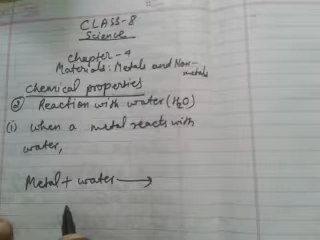 CLASS-8
Science
Chapter-4
Materials: Metals and Non-
metals
Chemical properties
② Reaction with water (H₂O)
(1) when a metal reacts with
water,
Metal + water ⟶